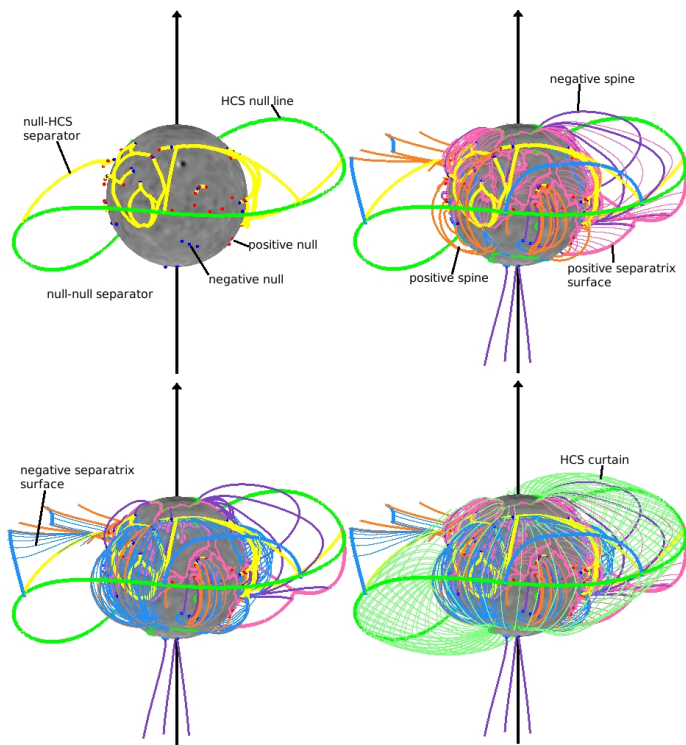 HCS null line
null-HCS
separator
positive null
negative null
null-null separator
negative spine
positive spine
positive separatrix
surface
negative separatrix
surface
HCS curtain